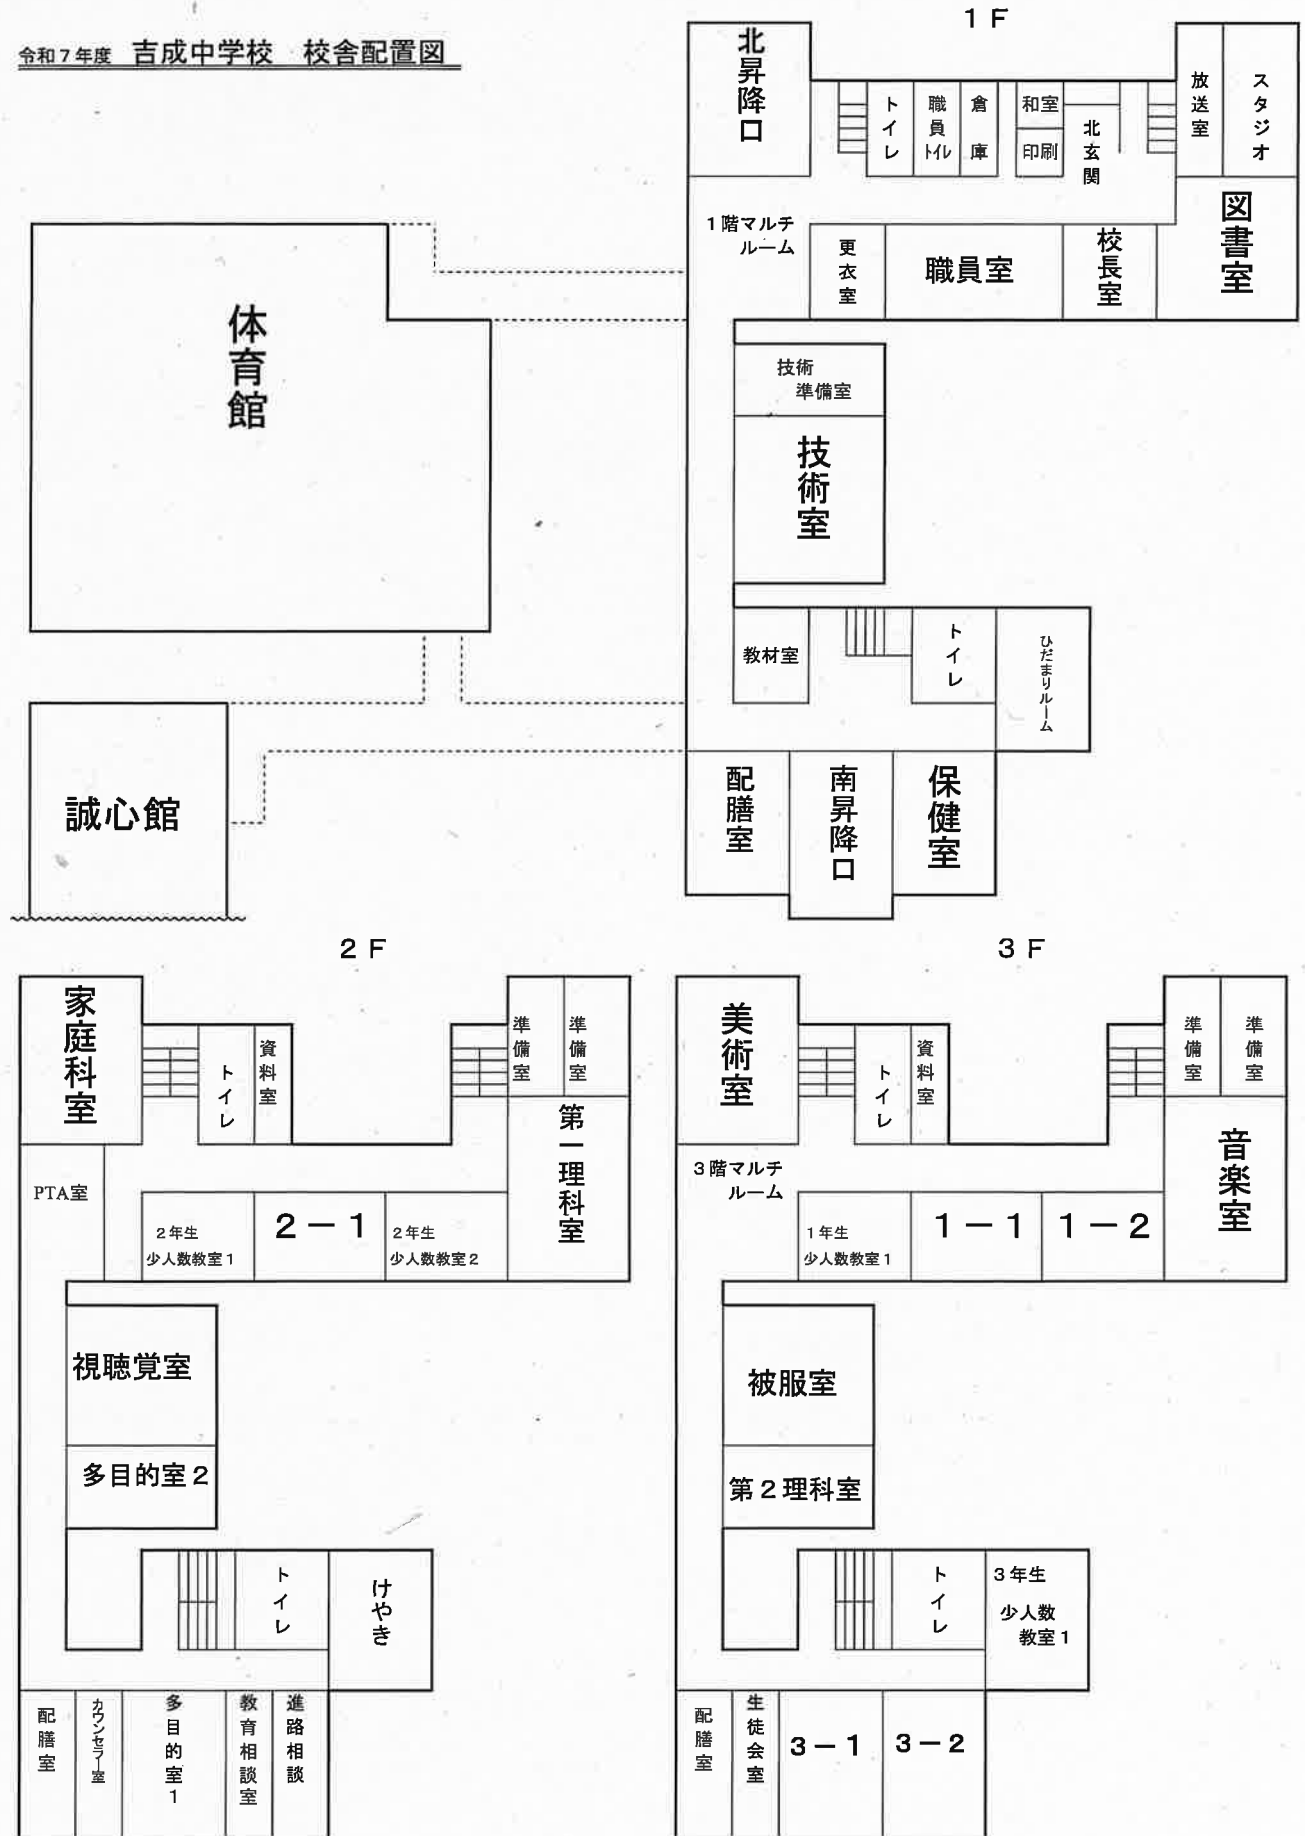 令和７年度 吉成中学校 校舎配置図
１Ｆ
北昇降口
トイレ
職員ﾄｲﾚ
倉庫
和室
印刷
北玄関
放送室
スタジオ
１階マルチ
ルーム
更衣室
職員室
校長室
図書室
体育館
技術
準備室
技術室
教材室
トイレ
ひだまりルーム
誠心館
配膳室
南昇降口
保健室
２Ｆ
家庭科室
トイレ
資料室
準備室
準備室
第一理科室
PTA室
２年生
少人数教室１
２－１
２年生
少人数教室２
視聴覚室
多目的室２
トイレ
けやき
配膳室
カウンセラー室
多目的室１
教育相談室
進路相談
３Ｆ
美術室
トイレ
資料室
準備室
準備室
音楽室
３階マルチ
ルーム
１年生
少人数教室１
１－１
１－２
被服室
第２理科室
トイレ
３年生
少人数
教室１
配膳室
生徒会室
３－１
３－２